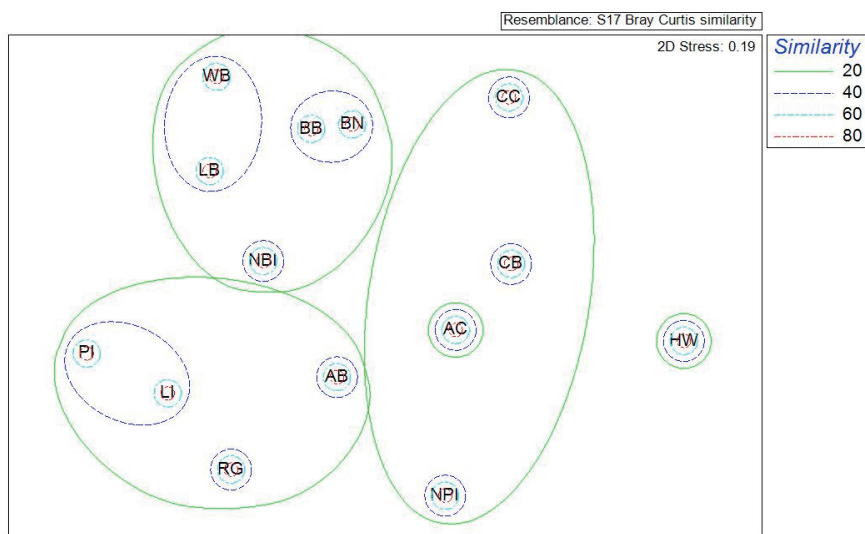 Resemblance: S17 Bray Curtis similarity
2D Stress: 0.19
Similarity
20
40
60
80
WB
CC
BB
BN
LB
NBI
CB
AC
HW
PI
AB
LI
RG
NPI